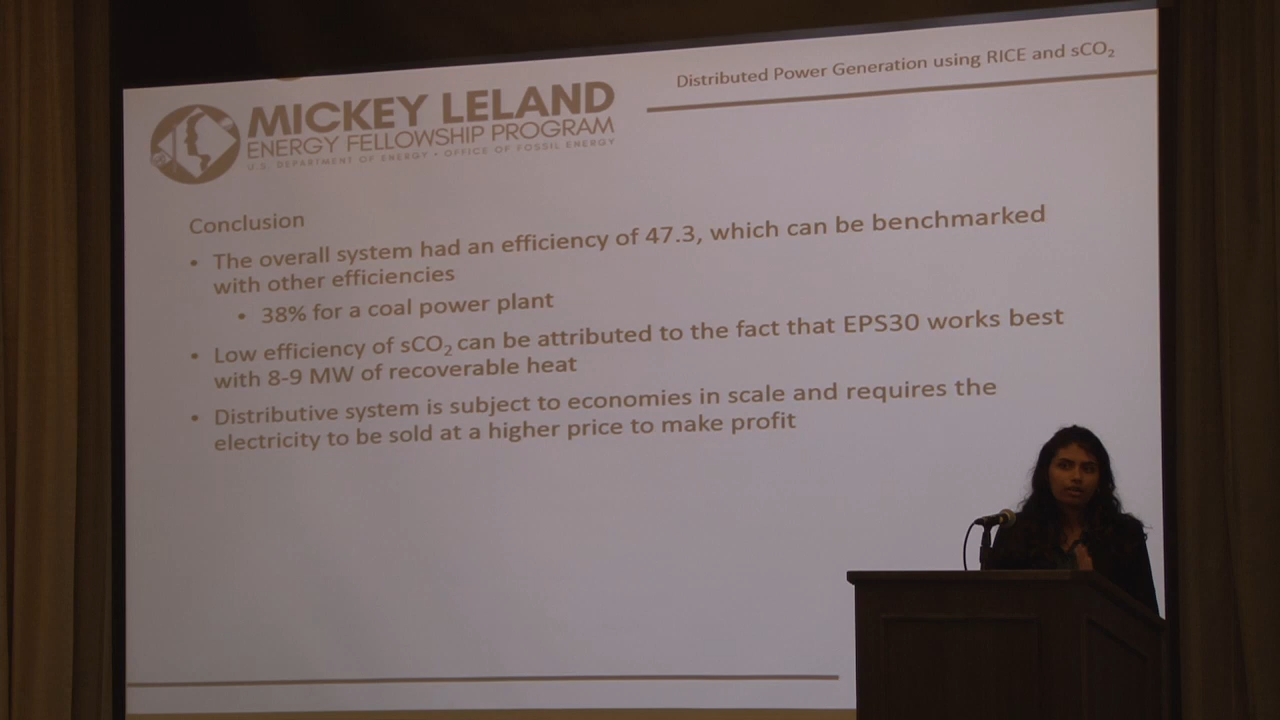 Distributed Power Generation using RICE and sCO₂
MICKEY LELAND
ENERGY FELLOWSHIP PROGRAM
U.S. DEPARTMENT OF ENERGY • OFFICE OF FOSSIL ENERGY
Conclusion
• The overall system had an efficiency of 47.3, which can be benchmarked
with other efficiencies
• 38% for a coal power plant
• Low efficiency of sCO₂ can be attributed to the fact that EPS30 works best
with 8-9 MW of recoverable heat
• Distributive system is subject to economies in scale and requires the
electricity to be sold at a higher price to make profit